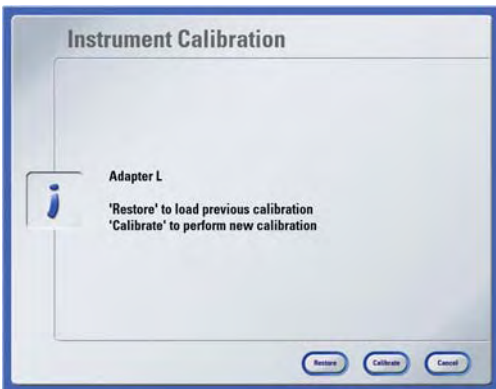 Instrument Calibration
Adapter L
'Restore' to load previous calibration
'Calibrate' to perform new calibration
Restore Calibrate Cancel